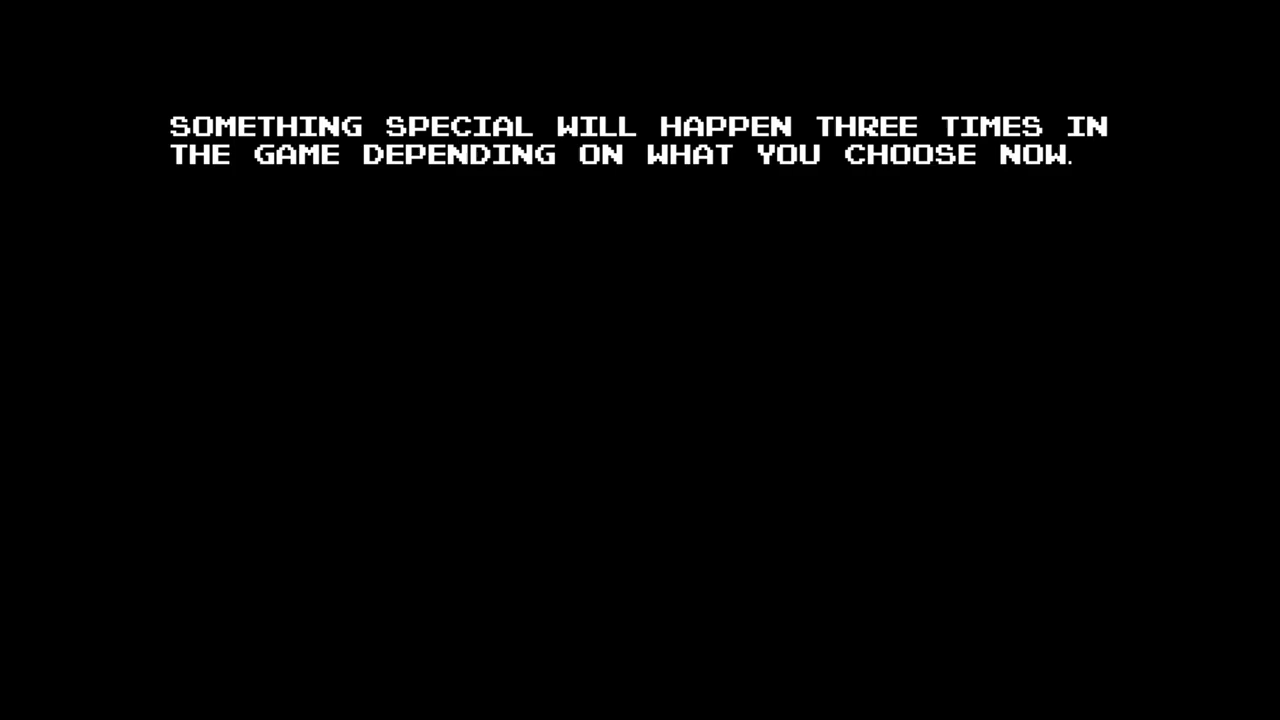 SOMETHING SPECIAL WILL HAPPEN THREE TIMES IN
THE GAME DEPENDING ON WHAT YOU CHOOSE NOW.